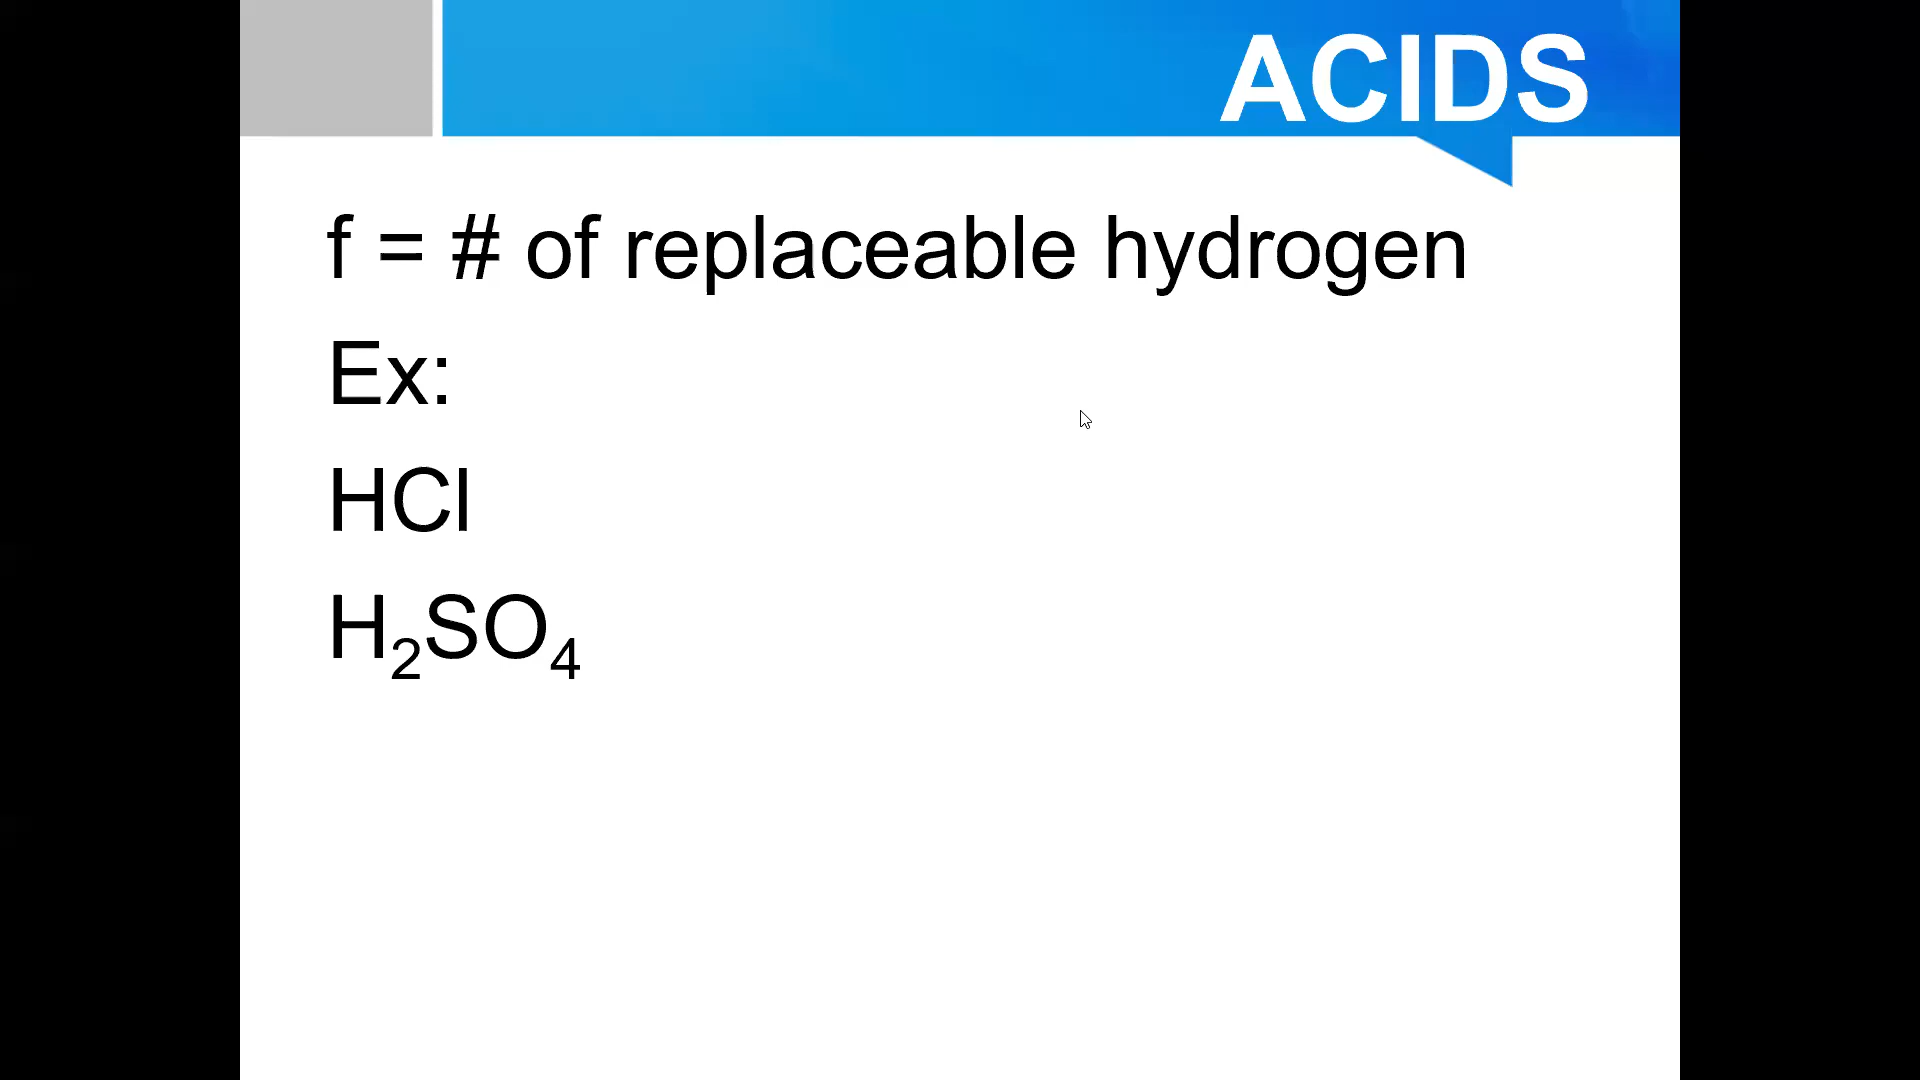 ACIDS
f = # of replaceable hydrogen
Ex:
HCl
H₂SO₄